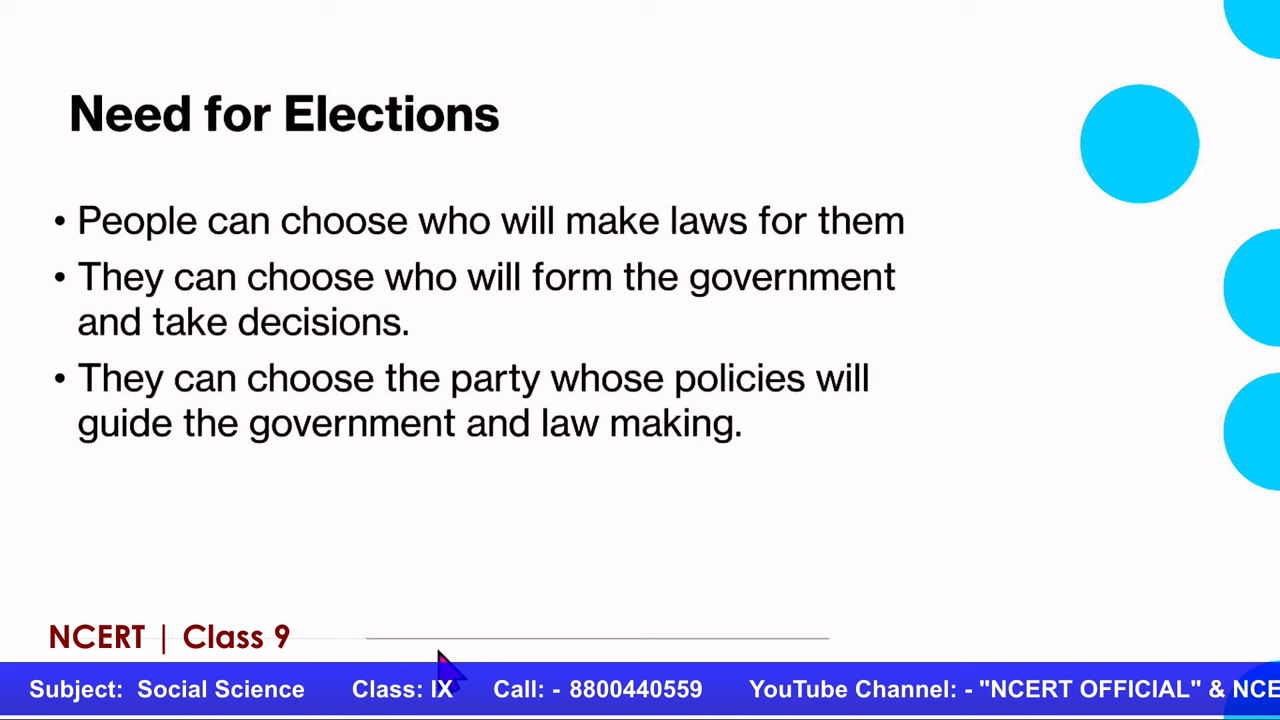 Need for Elections
• People can choose who will make laws for them
• They can choose who will form the government
and take decisions.
• They can choose the party whose policies will
guide the government and law making.
NCERT | Class 9
Subject: Social Science Class: IX Call: - 8800440559 YouTube Channel: - "NCERT OFFICIAL" & NCE